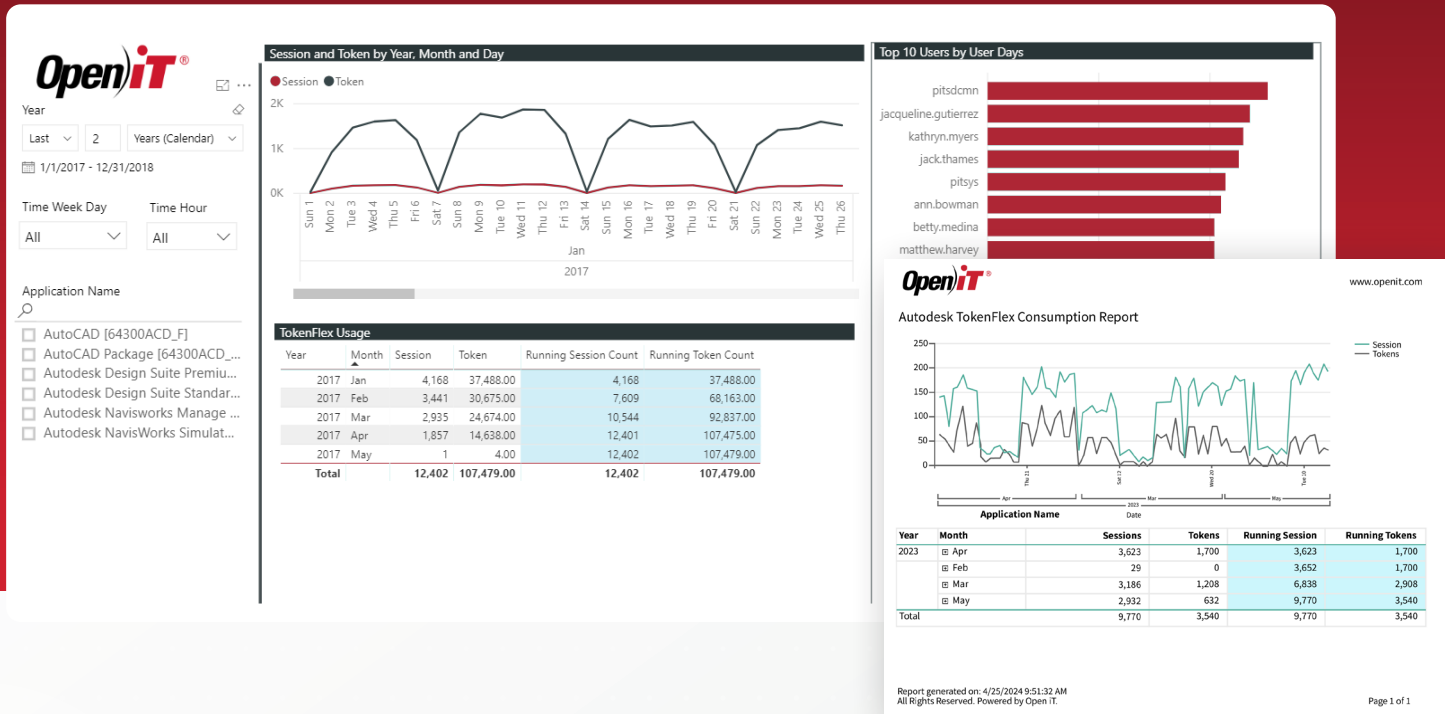 Open iT®
Year
Last
2
Years (Calendar)
1/1/2017 - 12/31/2018
Time Week Day
Time Hour
All
All
Application Name
AutoCAD [64300ACD_F]
AutoCAD Package [64300ACD_...
Autodesk Design Suite Premiu...
Autodesk Design Suite Standar...
Autodesk Navisworks Manage ...
Autodesk NavisWorks Simulat...
Session and Token by Year, Month and Day
Session Token
2K
1K
0K
Sun 1 Mon 2 Tue 3 Wed 4 Thu 5 Fri 6 Sat 7 Sun 8 Mon 9 Tue 10 Wed 11 Thu 12 Fri 13 Sat 14 Sun 15 Mon 16 Tue 17 Wed 18 Thu 19 Fri 20 Sat 21 Sun 22 Mon 23 Tue 24 Wed 25 Thu 26
Jan
2017
TokenFlex Usage
Year Month Session Token Running Session Count Running Token Count
2017 Jan 4,168 37,488.00 4,168 37,488.00
2017 Feb 3,441 30,675.00 7,609 68,163.00
2017 Mar 2,935 24,674.00 10,544 92,837.00
2017 Apr 1,857 14,638.00 12,401 107,475.00
2017 May 1 4.00 12,402 107,479.00
Total 12,402 107,479.00 12,402 107,479.00
Top 10 Users by User Days
pitsdcmn
jacqueline.gutierrez
kathryn.myers
jack.thames
pitsys
ann.bowman
betty.medina
matthew.harvey
Open iT®
www.openit.com
Autodesk TokenFlex Consumption Report
250
200
150
100
50
0
Session
Tokens
Wed 20
Tue 10
Apr Mar May
2023
Application Name
Date
Year Month Sessions Tokens Running Session Running Tokens
2023 Apr 3,623 1,700 3,623 1,700
Feb 29 0 3,652 1,700
Mar 3,186 1,208 6,838 2,908
May 2,932 632 9,770 3,540
Total 9,770 3,540 9,770 3,540
Report generated on: 4/25/2024 9:51:32 AM
All Rights Reserved. Powered by Open iT.
Page 1 of 1